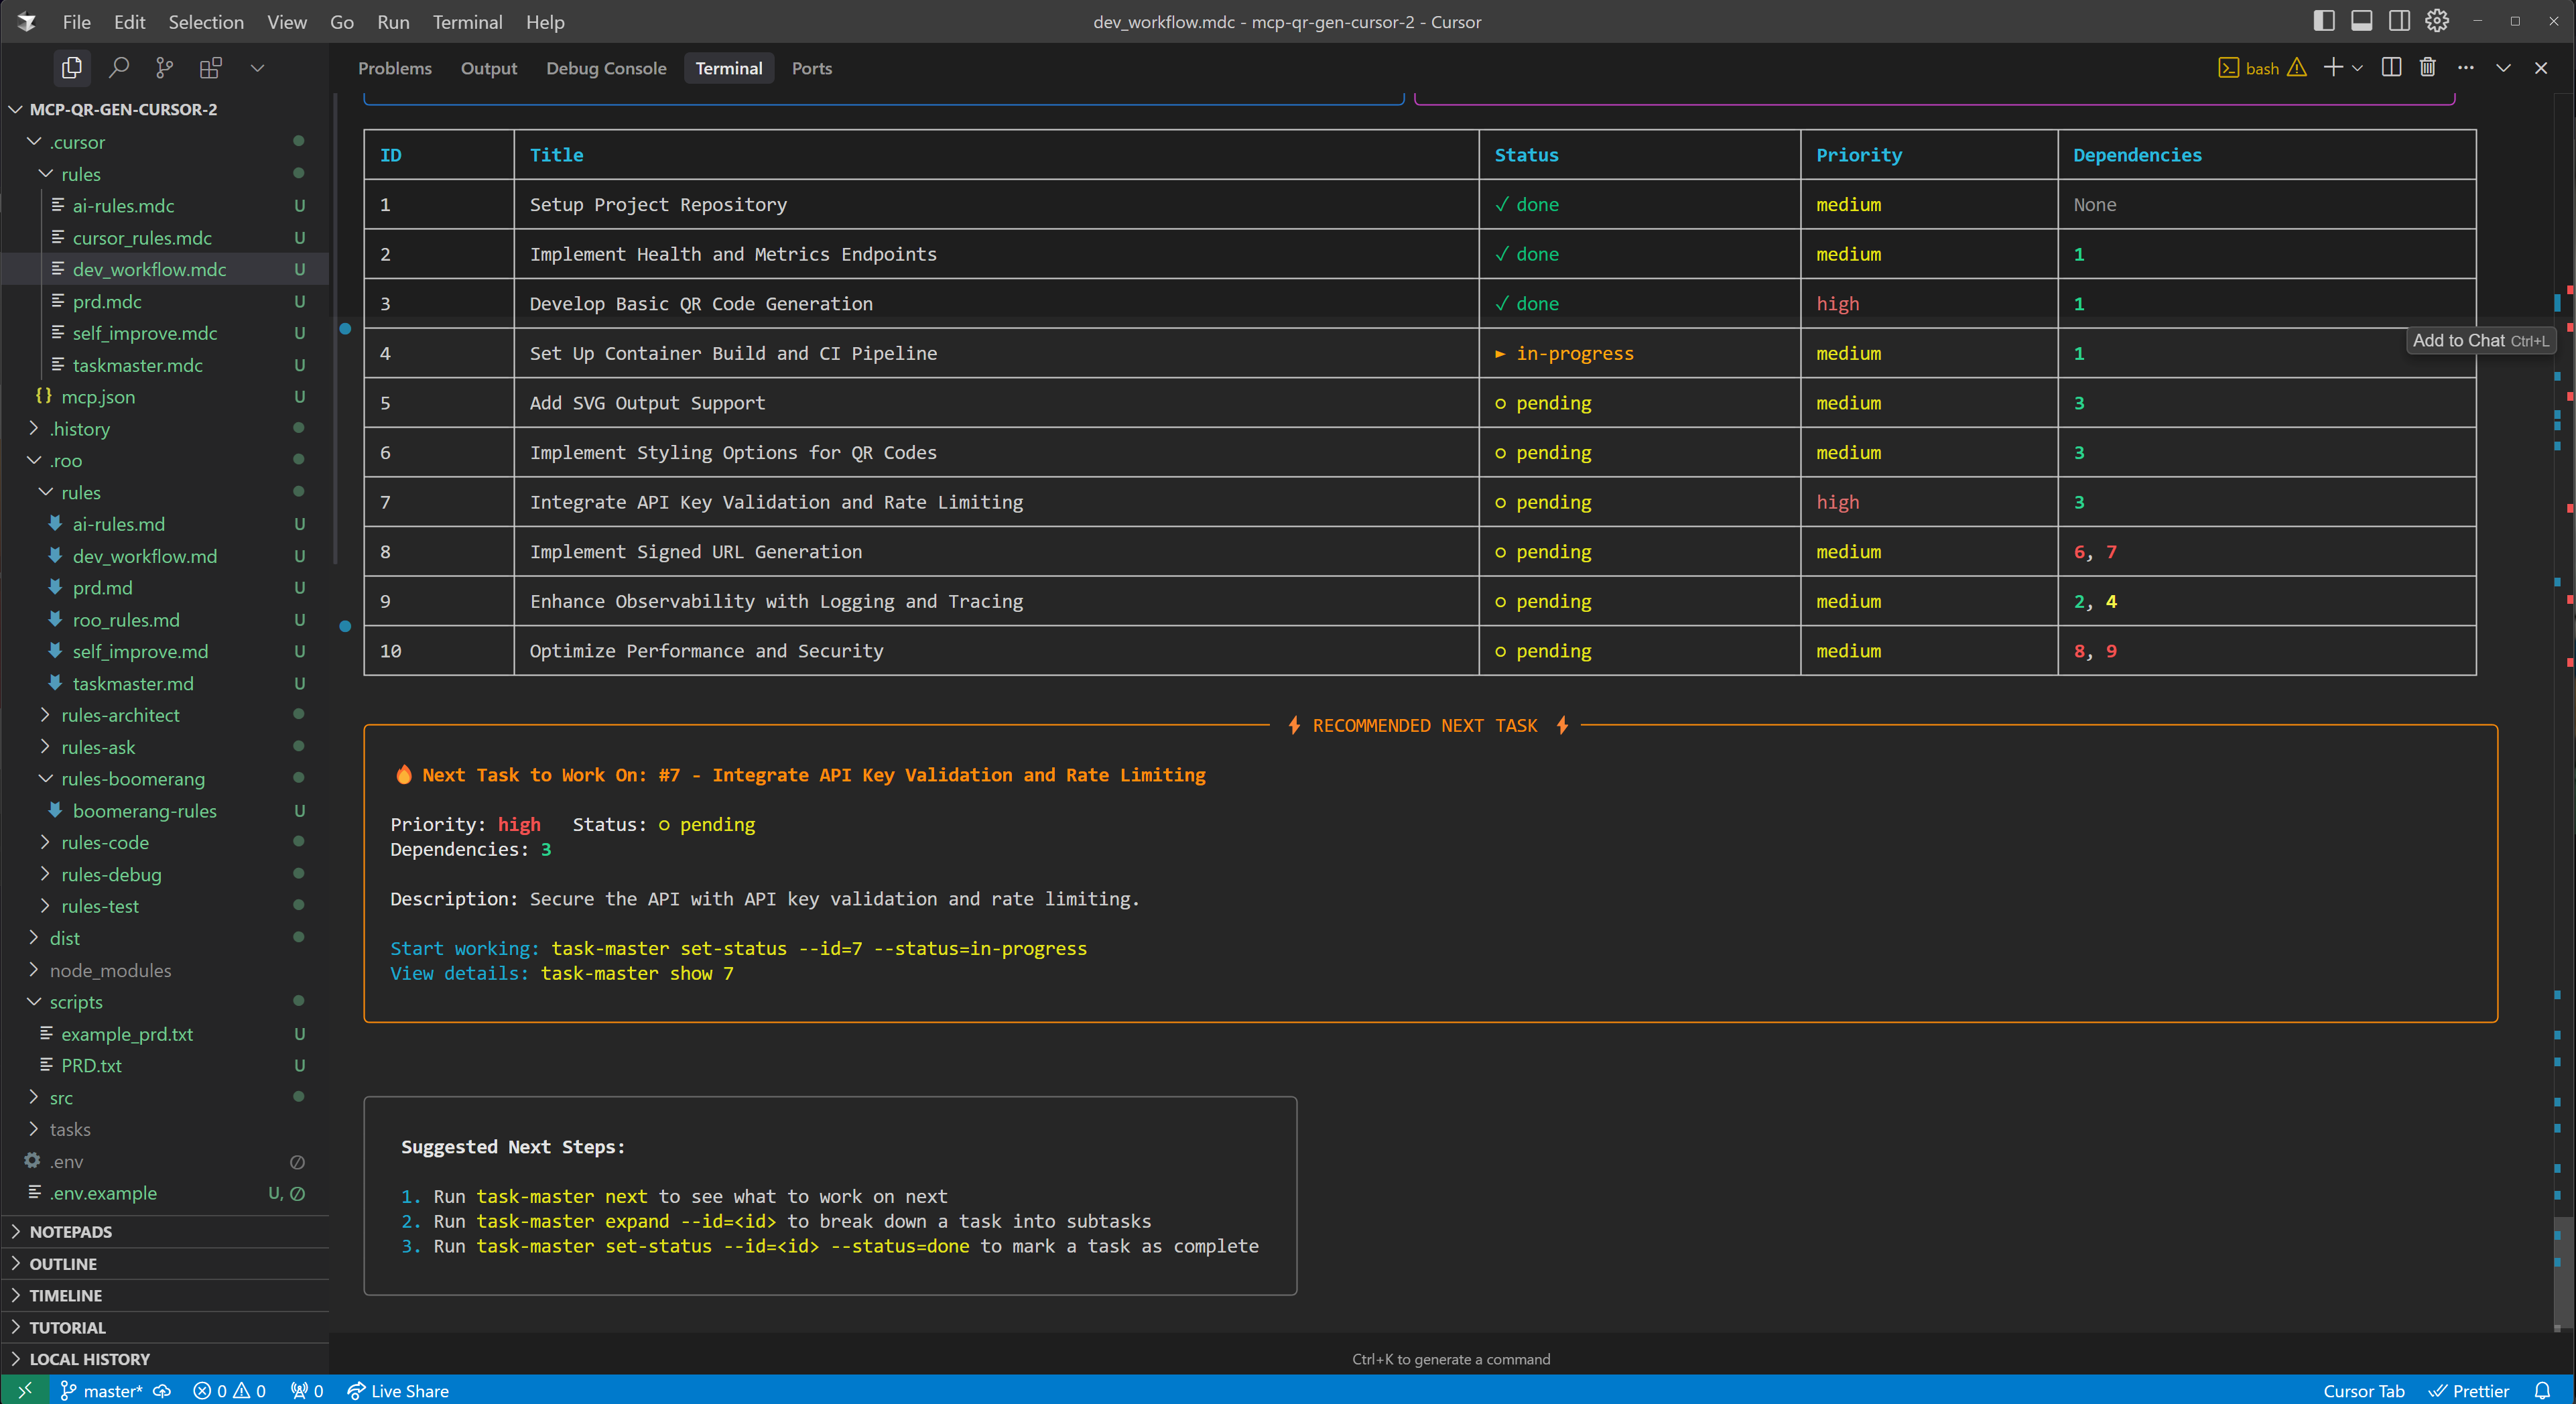 File Edit Selection View Go Run Terminal Help
dev_workflow.mdc - mcp-qr-gen-cursor-2 - Cursor
Problems Output Debug Console Terminal Ports
bash
MCP-QR-GEN-CURSOR-2
.cursor
rules
ai-rules.mdc U
cursor_rules.mdc U
dev_workflow.mdc U
prd.mdc U
self_improve.mdc U
taskmaster.mdc U
{} mcp.json U
.history
.roo
rules
ai-rules.md U
dev_workflow.md U
prd.md U
roo_rules.md U
self_improve.md U
taskmaster.md U
rules-architect
rules-ask
rules-boomerang
boomerang-rules U
rules-code
rules-debug
rules-test
dist
node_modules
scripts
example_prd.txt U
PRD.txt U
src
tasks
.env
.env.example U,
NOTEPADS
OUTLINE
TIMELINE
TUTORIAL
LOCAL HISTORY
ID Title Status Priority Dependencies
1 Setup Project Repository ✓ done medium None
2 Implement Health and Metrics Endpoints ✓ done medium 1
3 Develop Basic QR Code Generation ✓ done high 1
4 Set Up Container Build and CI Pipeline ► in-progress medium 1
Add to Chat Ctrl+L
5 Add SVG Output Support ○ pending medium 3
6 Implement Styling Options for QR Codes ○ pending medium 3
7 Integrate API Key Validation and Rate Limiting ○ pending high 3
8 Implement Signed URL Generation ○ pending medium 6, 7
9 Enhance Observability with Logging and Tracing ○ pending medium 2, 4
10 Optimize Performance and Security ○ pending medium 8, 9
⚡ RECOMMENDED NEXT TASK ⚡
🔥 Next Task to Work On: #7 - Integrate API Key Validation and Rate Limiting
Priority: high Status: ○ pending
Dependencies: 3
Description: Secure the API with API key validation and rate limiting.
Start working: task-master set-status --id=7 --status=in-progress
View details: task-master show 7
Suggested Next Steps:
1. Run task-master next to see what to work on next
2. Run task-master expand --id=<id> to break down a task into subtasks
3. Run task-master set-status --id=<id> --status=done to mark a task as complete
Ctrl+K to generate a command
master* 0 0 0 Live Share
Cursor Tab Prettier